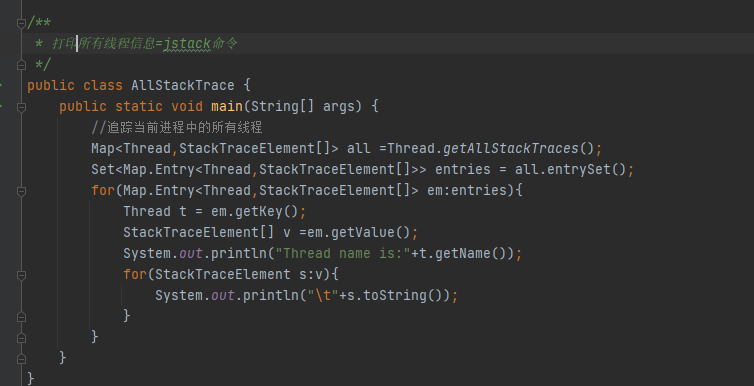 /**
 * 打印所有线程信息=jstack命令
 */
public class AllStackTrace {
    public static void main(String[] args) {
        //追踪当前进程中的所有线程
        Map<Thread,StackTraceElement[]> all =Thread.getAllStackTraces();
        Set<Map.Entry<Thread,StackTraceElement[]>> entries = all.entrySet();
        for(Map.Entry<Thread,StackTraceElement[]> em:entries){
            Thread t = em.getKey();
            StackTraceElement[] v =em.getValue();
            System.out.println("Thread name is:"+t.getName());
            for(StackTraceElement s:v){
                System.out.println("\t"+s.toString());
            }
        }
    }
}